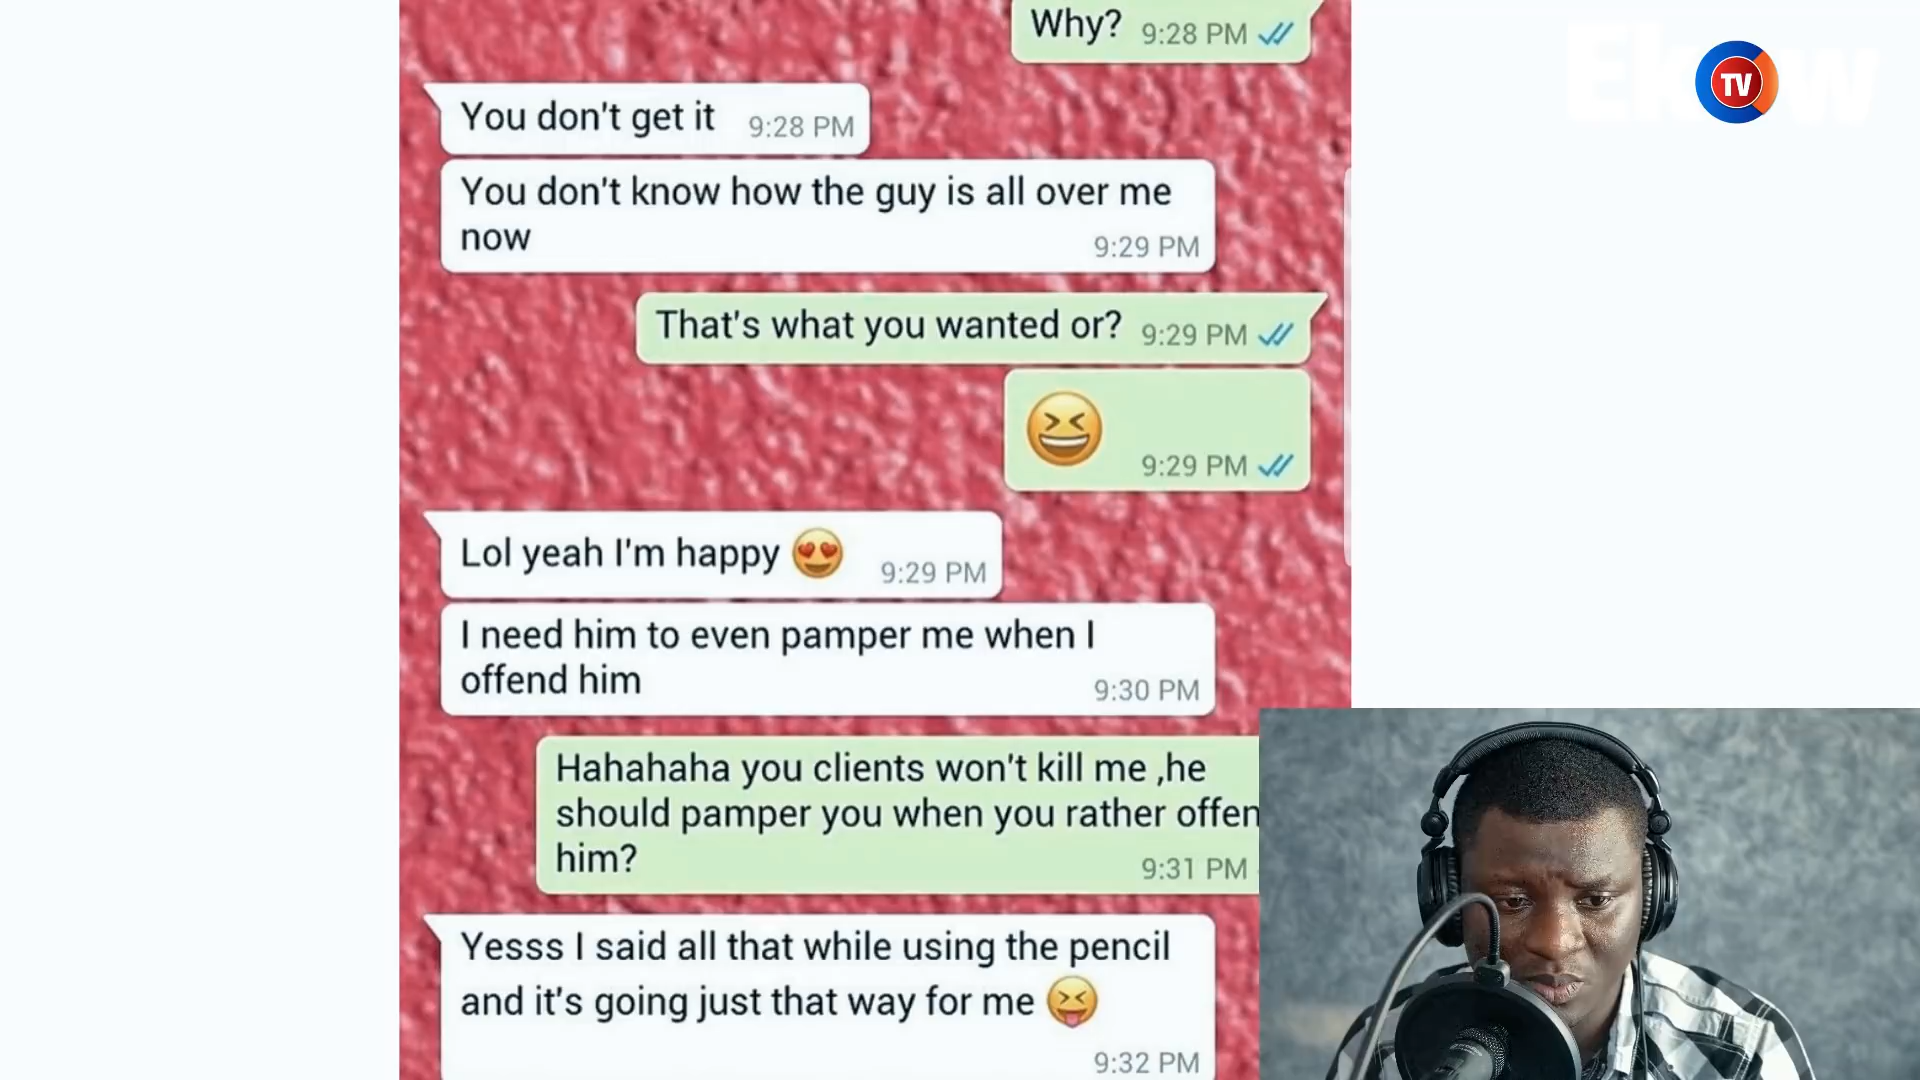 Why? 9:28 PM
TV
You don't get it 9:28 PM
You don't know how the guy is all over me
now 9:29 PM
That's what you wanted or? 9:29 PM
9:29 PM
Lol yeah I'm happy 😍 9:29 PM
I need him to even pamper me when I
offend him 9:30 PM
Hahahaha you clients won't kill me ,he
should pamper you when you rather offen
him? 9:31 PM
Yesss I said all that while using the pencil
and it's going just that way for me 😝
9:32 PM